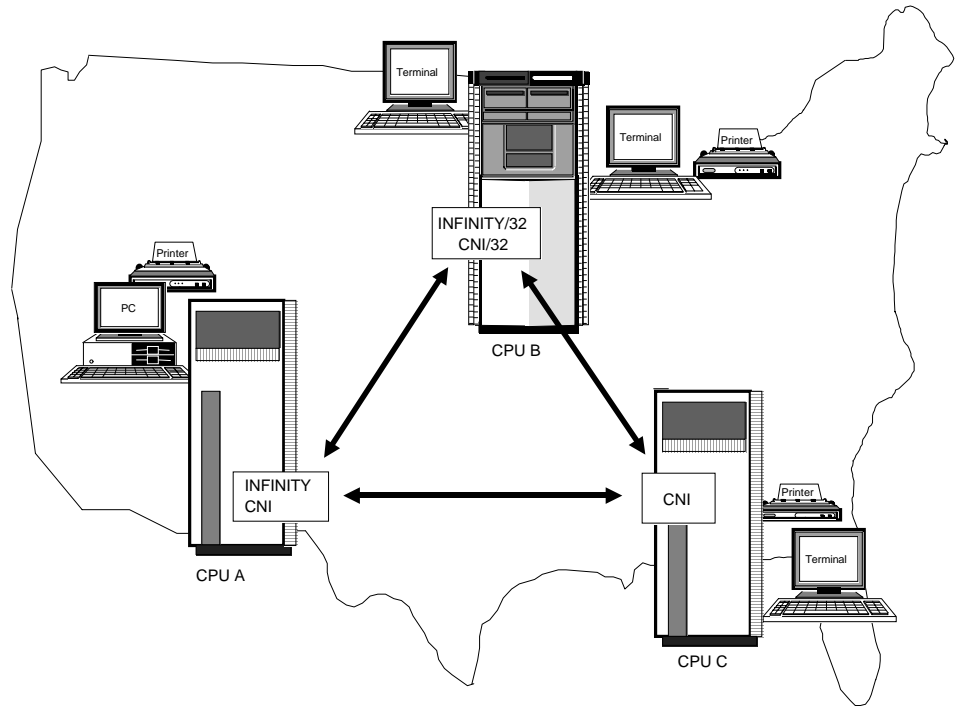 Terminal
Terminal
Printer
INFINITY/32
CNI/32
Printer
PC
CPU B
INFINITY
CNI
CPU A
CNI
Printer
Terminal
CPU C